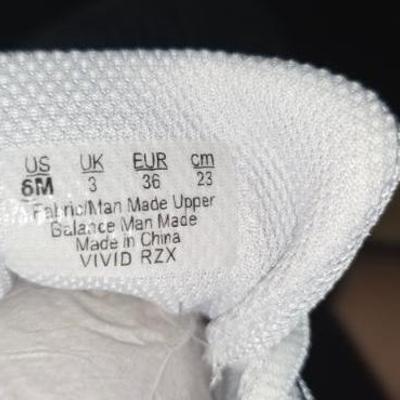 US UK EUR cm
6M 3 36 23
Fabric/Man Made Upper
Balance Man Made
Made in China
VIVID RZX